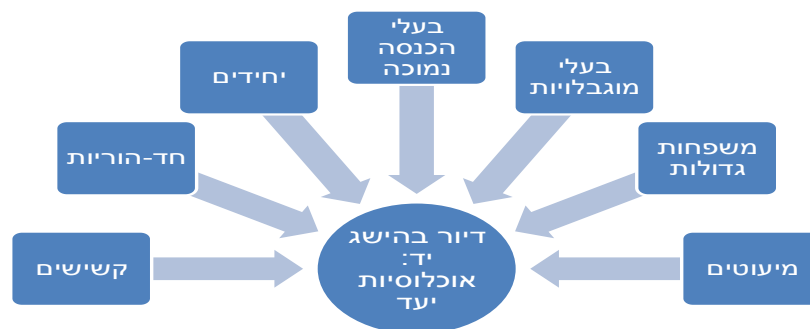 בעלי
הכנסה
נמוכה
בעלי
מוגבלויות
יחידים
משפחות
גדולות
חד-הוריות
מיעוטים
קשישים
דיור בהישג
יד:
אוכלוסיות
יעד